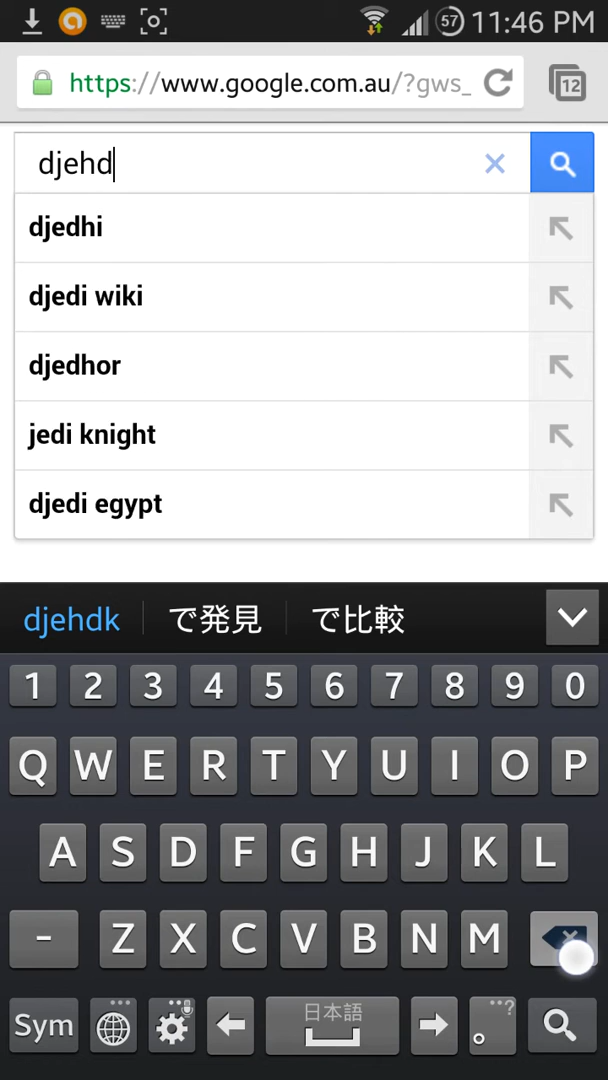 57 11:46 PM
https://www.google.com.au/?gws_
12
djehd
djedhi
djedi wiki
djedhor
jedi knight
djedi egypt
djehdk で発見 で比較
1 2 3 4 5 6 7 8 9 0
Q W E R T Y U I O P
A S D F G H J K L
- Z X C V B N M
Sym 日本語 。 ...?